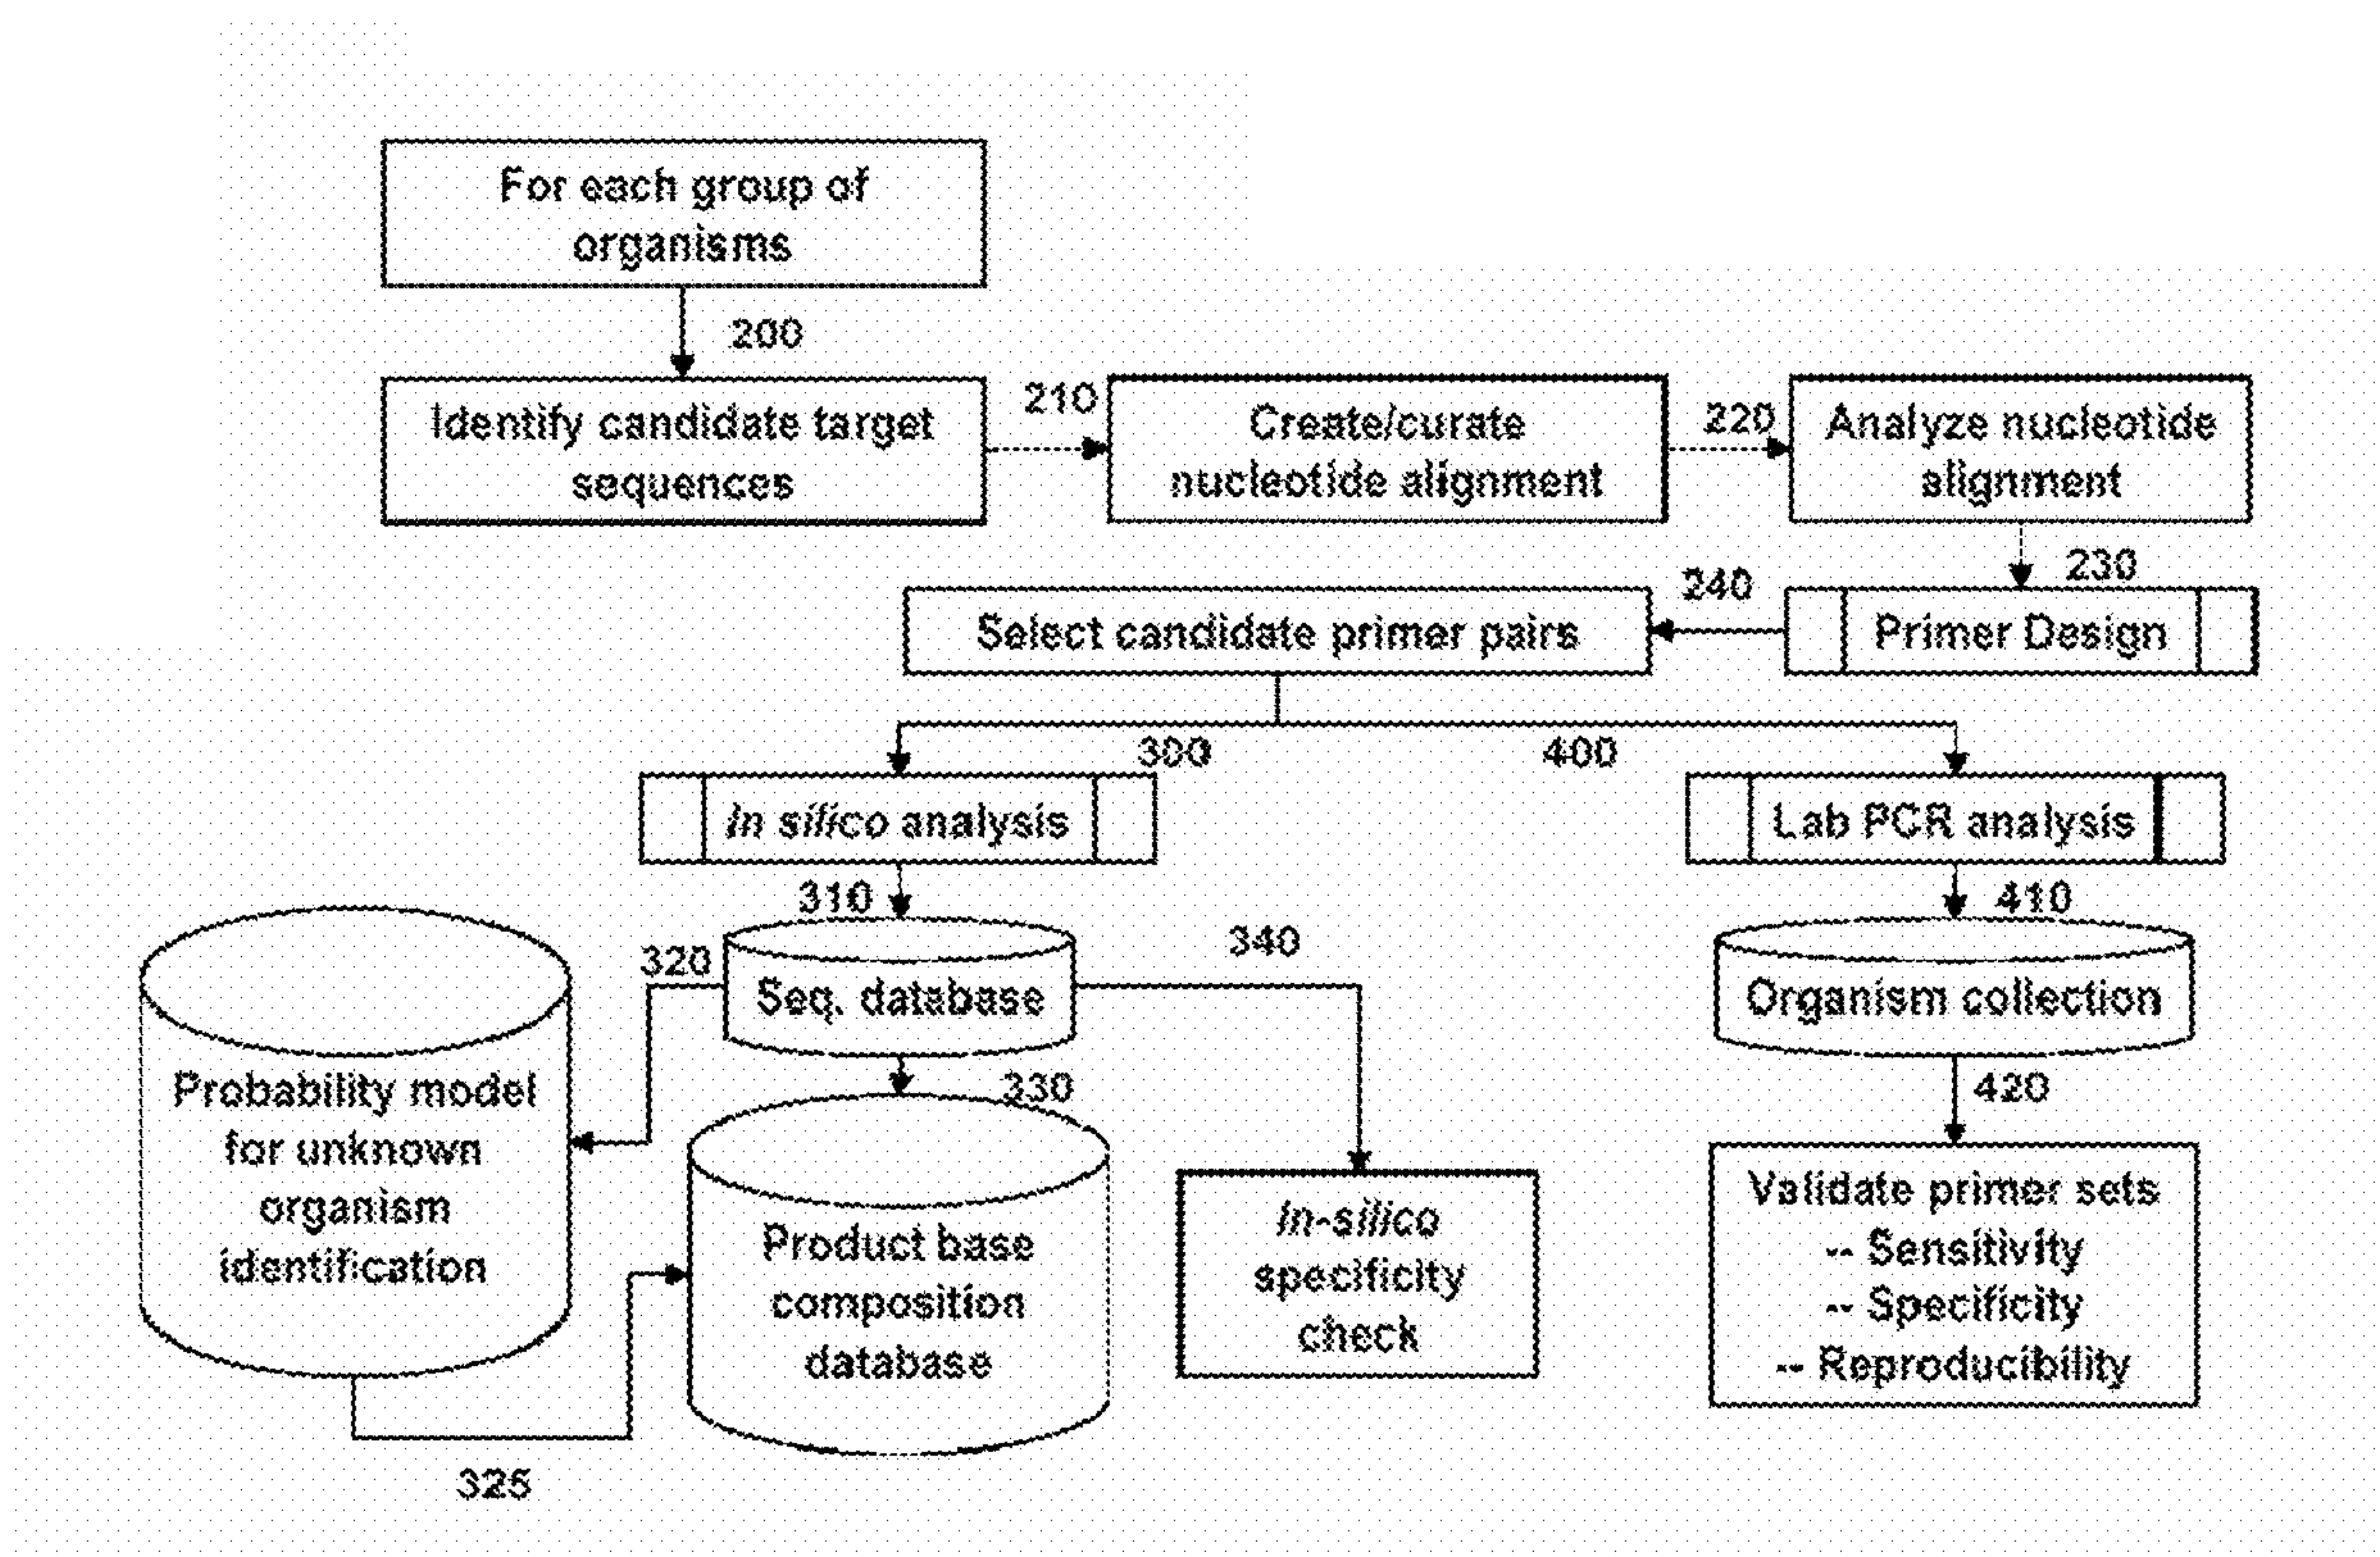 For each group of
organisms
200
Identify candidate target
sequences
210
Create/curate
nucleotide alignment
220
Analyze nucleotide
alignment
230
Primer Design
240
Select candidate primer pairs
300
400
In silico analysis
Lab PCR analysis
310
410
320
Seq. database
340
Organism collection
330
420
Probability model
for unknown
organism
identification
Product base
composition
database
In-silico
specificity
check
Validate primer sets
-- Sensitivity
-- Specificity
-- Reproducibility
325